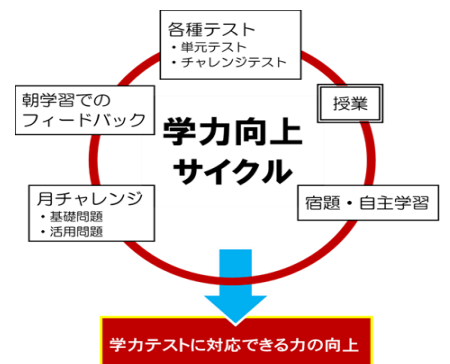 各種テスト
・単元テスト
・チャレンジテスト
授業
宿題・自主学習
月チャレンジ
・基礎問題
・活用問題
朝学習での
フィードバック
学力向上
サイクル
学力テストに対応できる力の向上